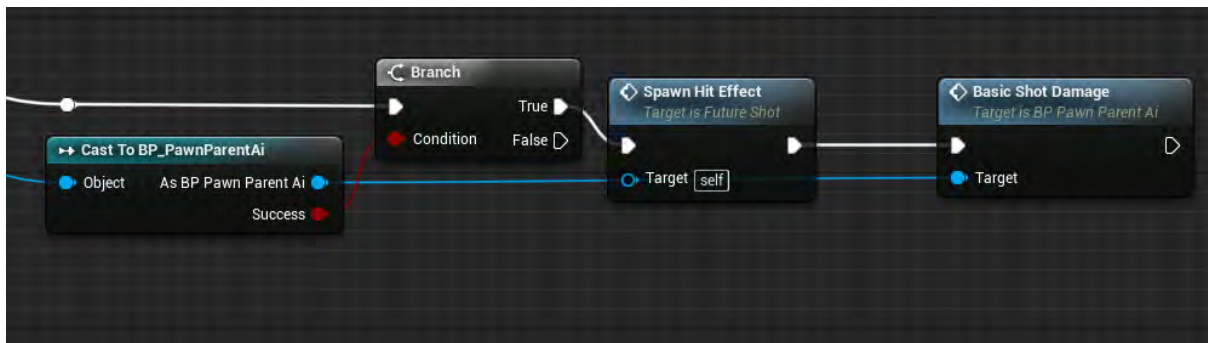 Branch
True
Condition
False
Cast To BP_PawnParentAi
Object
As BP Pawn Parent Ai
Success
Spawn Hit Effect
Target is Future Shot
Target self
Basic Shot Damage
Target is BP Pawn Parent Ai
Target